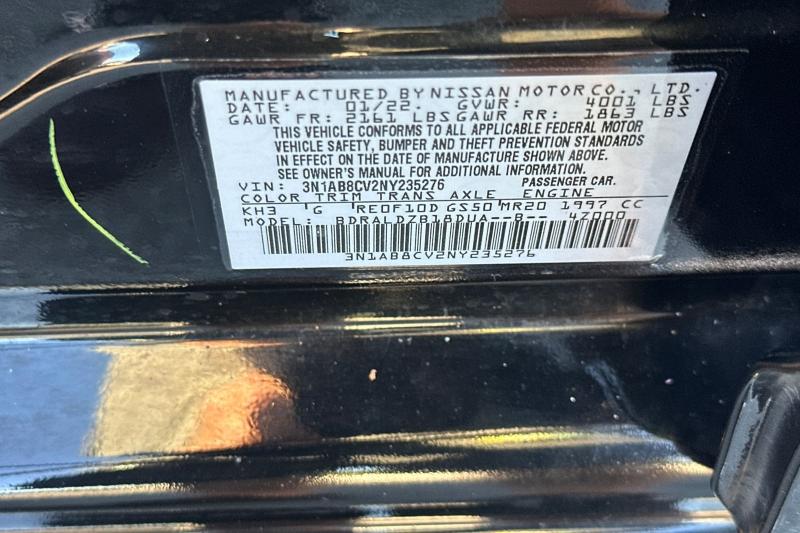 MANUFACTURED BY NISSAN MOTOR CO., LTD.
DATE: 01/22. GVWR: 4001 LBS
GAWR FR: 2161 LBS GAWR RR: 1863 LBS
THIS VEHICLE CONFORMS TO ALL APPLICABLE FEDERAL MOTOR
VEHICLE SAFETY, BUMPER AND THEFT PREVENTION STANDARDS
IN EFFECT ON THE DATE OF MANUFACTURE SHOWN ABOVE.
SEE OWNER'S MANUAL FOR ADDITIONAL INFORMATION.
VIN: 3N1AB8CV2NY235276 PASSENGER CAR.
COLOR TRIM TRANS AXLE ENGINE
KH3 G RE0F10D GS50 MR20 1997 CC
MODEL: BDRALDZB18DUA--B-- 4Z000
3N1AB8CV2NY235276